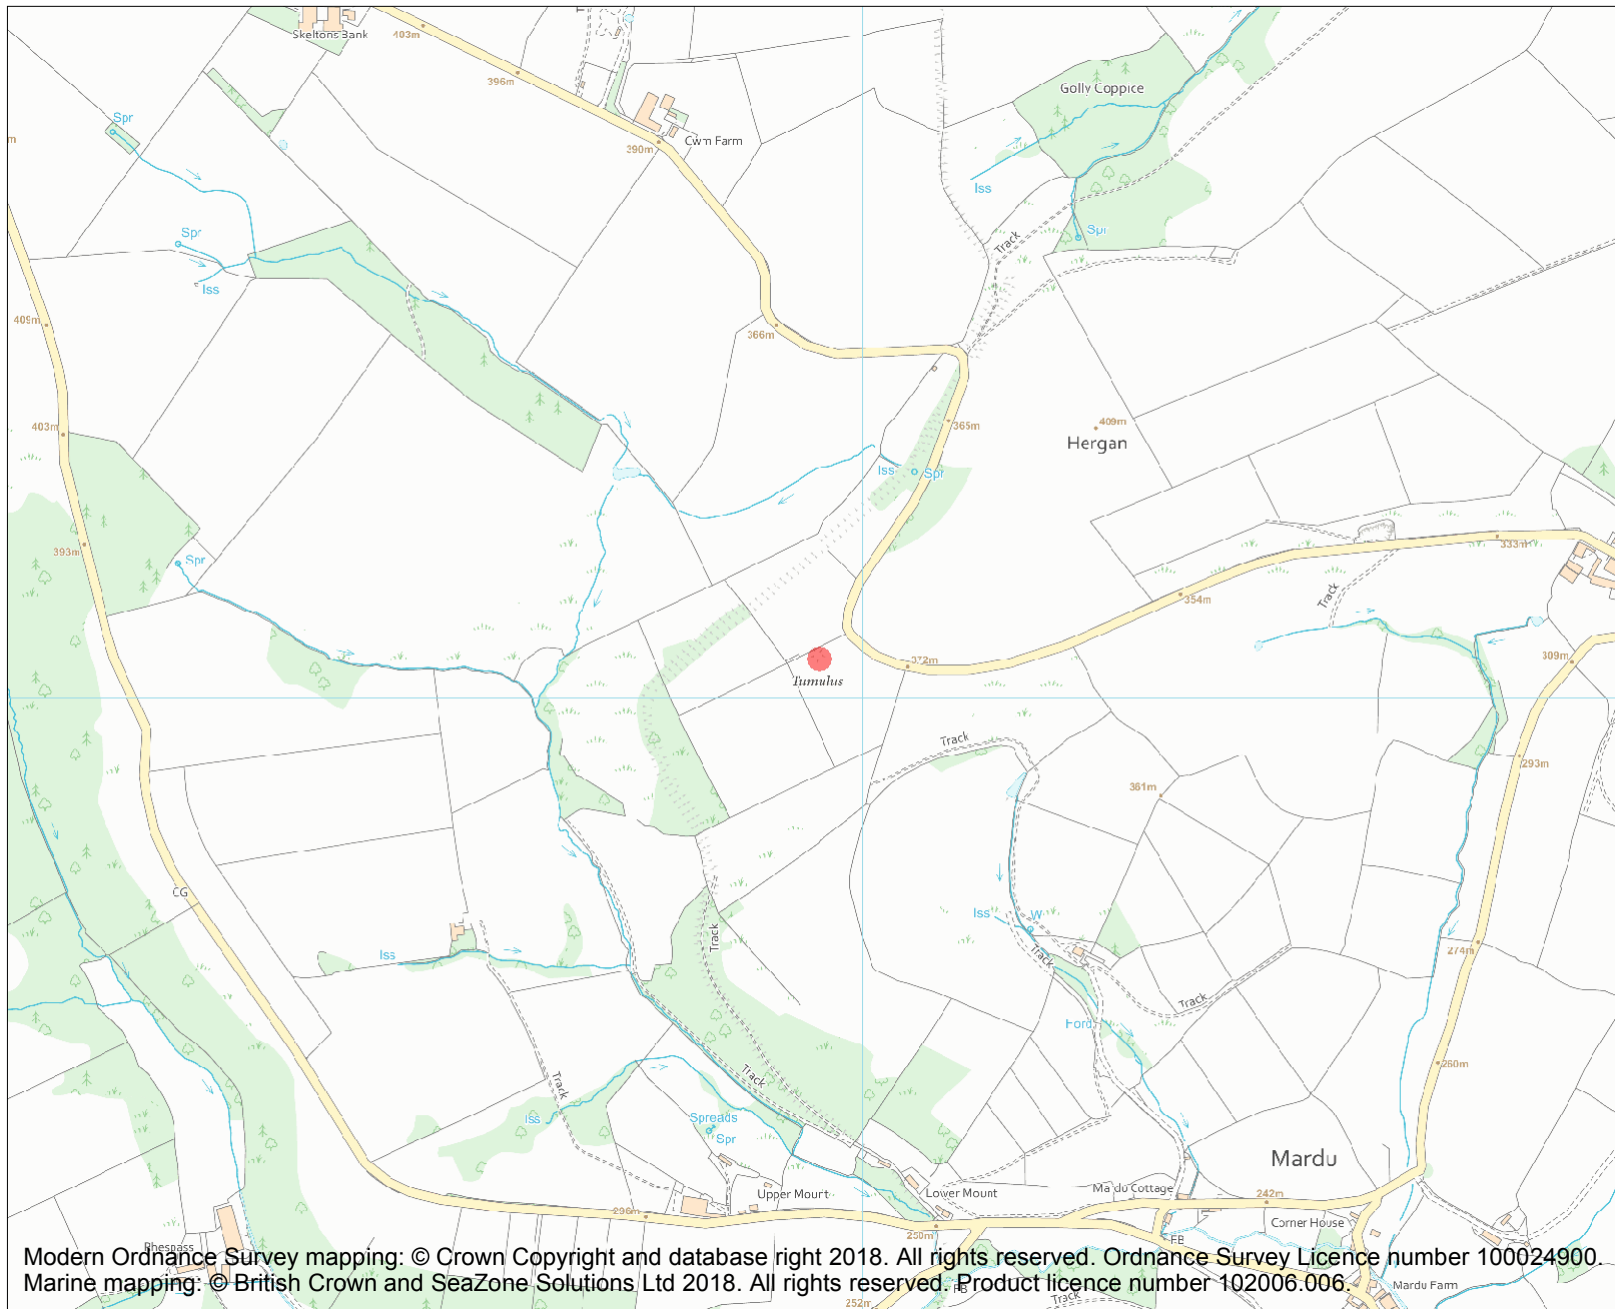 Skeltons Bank
403m
396m
Golly Coppice
Spr
390m
Cwm Farm
Iss
Spr
Track
Spr
Iss
409m
366m
403m
365m
409m
Hergan
Iss
Spr
393m
Spr
333m
354m
Track
372m
309m
Tumulus
Track
293m
361m
CG
Iss
W
Track
Iss
Track
274m
Track
Ford
260m
Track
Track
Iss
Spreads
Spr
Mardu
Upper Mount
Lower Mount
Mardu Cottage
242m
296m
Corner House
250m
FB
Rhespass
Modern Ordnance Survey mapping: © Crown Copyright and database right 2018. All rights reserved. Ordnance Survey Licence number 100024900.
Marine mapping: © British Crown and SeaZone Solutions Ltd 2018. All rights reserved. Product licence number 102006.006.
Mardu Farm
FB
Track
252m